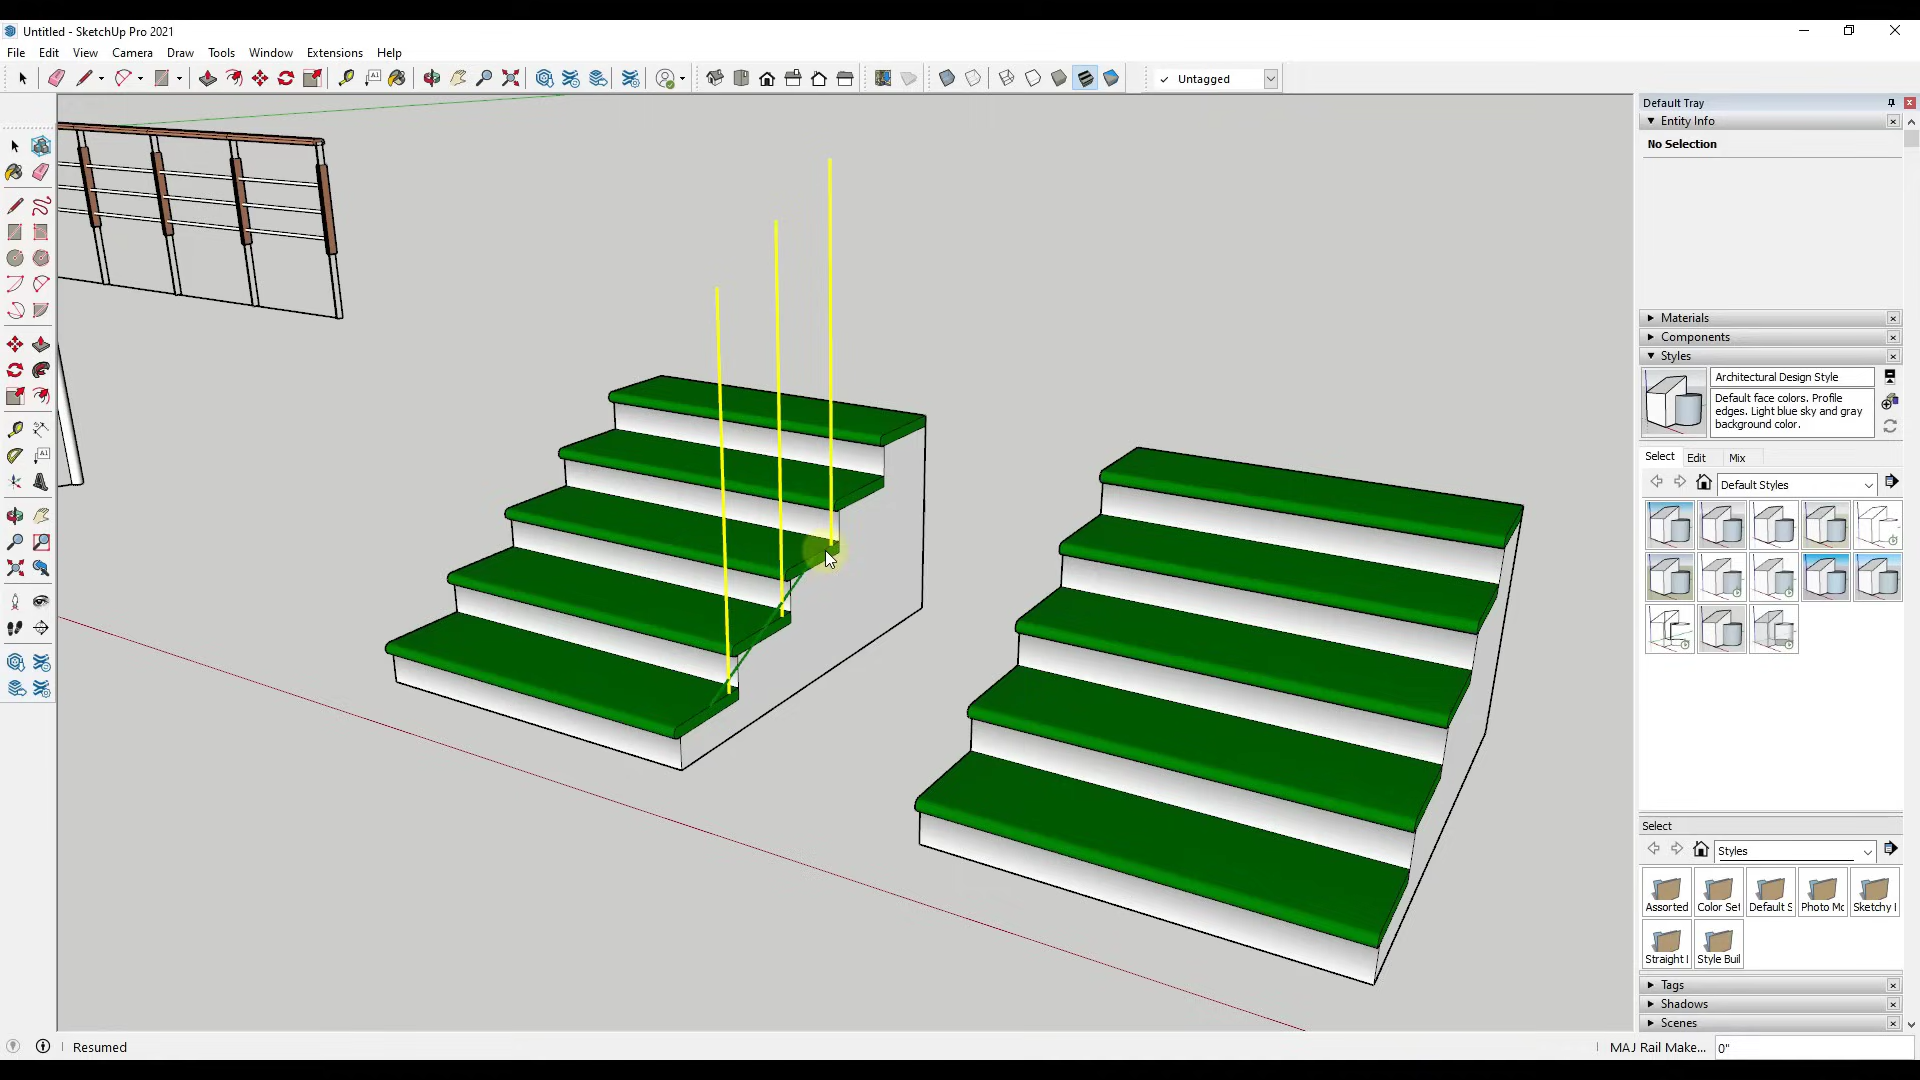 Untitled - SketchUp Pro 2021
File Edit View Camera Draw Tools Window Extensions Help
A1
Untagged
Default Tray
Entity Info
No Selection
Materials
Components
Styles
Architectural Design Style
Default face colors. Profile
edges. Light blue sky and gray
background color.
Select Edit Mix
Default Styles
A1
Select
Styles
Assorted Color Set Default S Photo Mo Sketchy I
Straight I Style Buil
Tags
Shadows
Scenes
Resumed
MAJ Rail Make... 0"